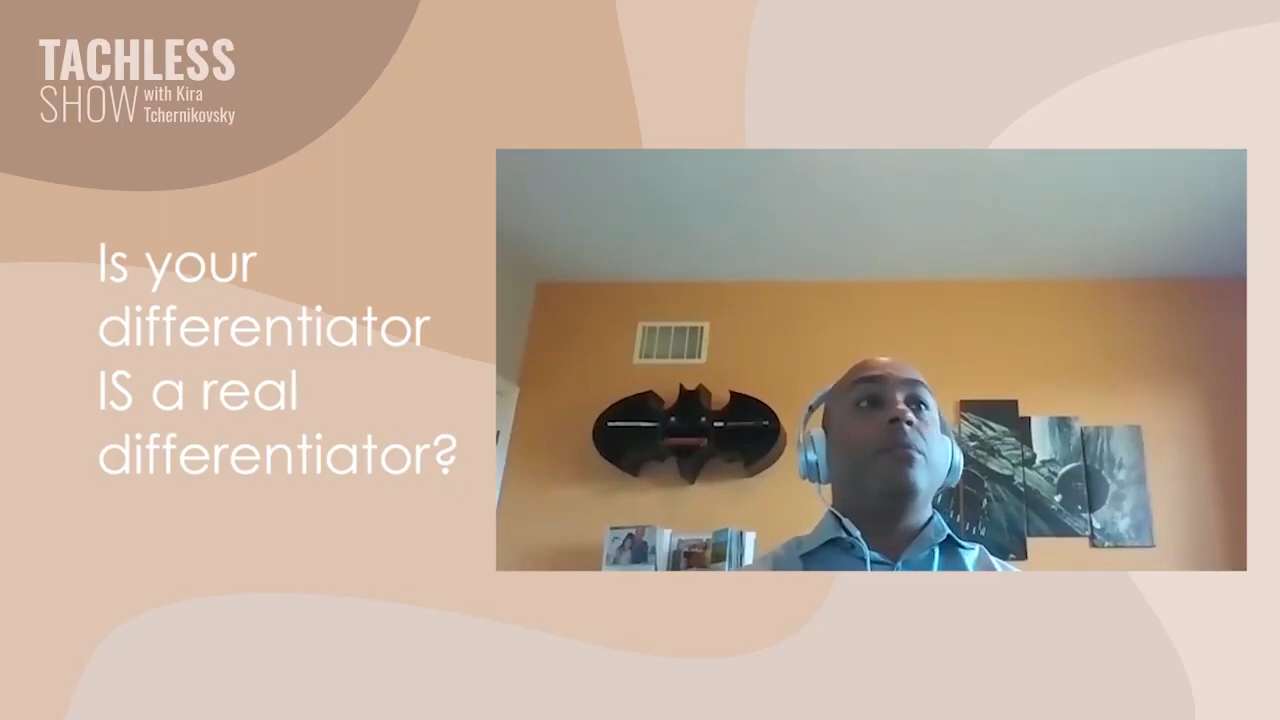 TACHLESS
SHOW with Kira
Tchernikovsky
Is your
differentiator
IS a real
differentiator?